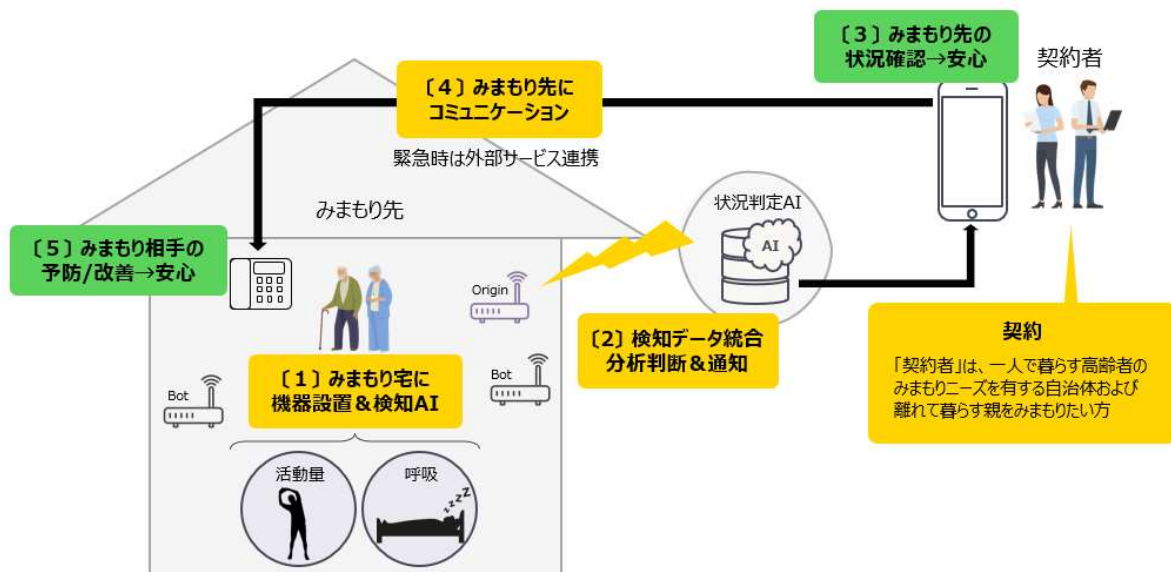 〔3〕みまもり先の
状況確認→安心
契約者
〔4〕みまもり先に
コミュニケーション
緊急時は外部サービス連携
みまもり先
状況判定AI
AI
〔5〕みまもり相手の
予防/改善→安心
Origin
〔2〕検知データ統合
分析判断&通知
契約
「契約者」は、一人で暮らす高齢者の
みまもりニーズを有する自治体および
離れて暮らす親をみまもりたい方
Bot
〔1〕みまもり宅に
機器設置&検知AI
Bot
活動量
呼吸
zzzZZ